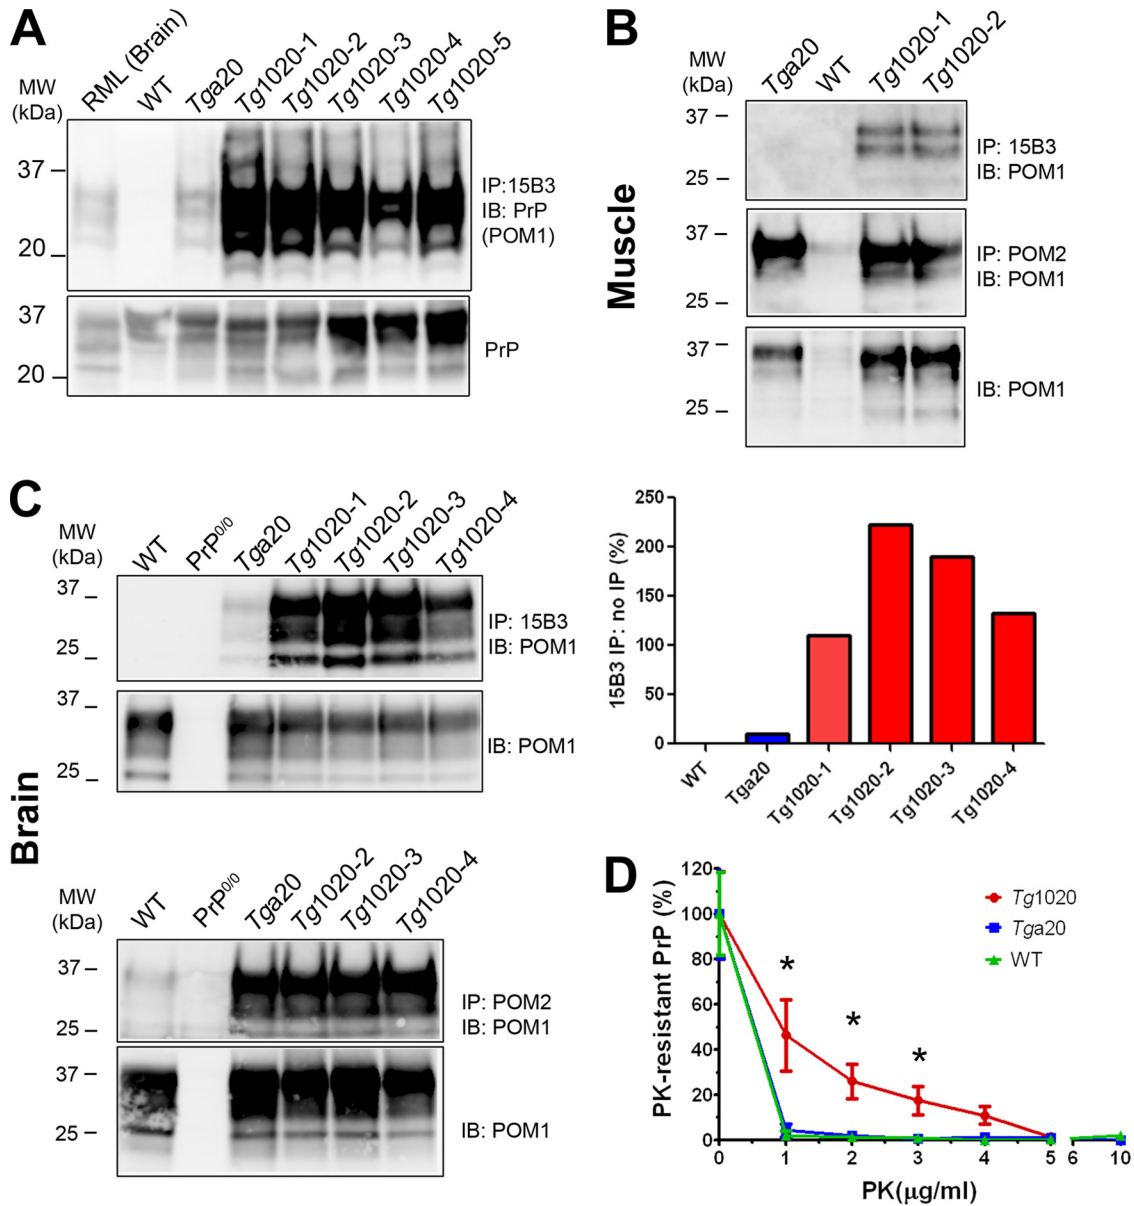 A
MW
(kDa)
RML (Brain)
WT
Tga20
Tg1020-1
Tg1020-2
Tg1020-3
Tg1020-4
Tg1020-5
37
20
IP:15B3
IB: PrP
(POM1)
37
20
PrP
B
Muscle
MW
(kDa)
Tga20
WT
Tg1020-1
Tg1020-2
37
25
IP: 15B3
IB: POM1
37
25
IP: POM2
IB: POM1
37
25
IB: POM1
C
Brain
MW
(kDa)
WT
PrP0/0
Tga20
Tg1020-1
Tg1020-2
Tg1020-3
Tg1020-4
37
25
IP: 15B3
IB: POM1
37
25
IB: POM1
15B3 IP: no IP (%)
250
200
150
100
50
0
WT
Tga20
Tg1020-1
Tg1020-2
Tg1020-3
Tg1020-4
MW
(kDa)
WT
PrP0/0
Tga20
Tg1020-2
Tg1020-3
Tg1020-4
37
25
IP: POM2
IB: POM1
37
25
IB: POM1
D
PK-resistant PrP (%)
120
100
80
60
40
20
0
Tg1020
Tga20
WT
*
*
*
0 1 2 3 4 5 6 10
PK(μg/ml)